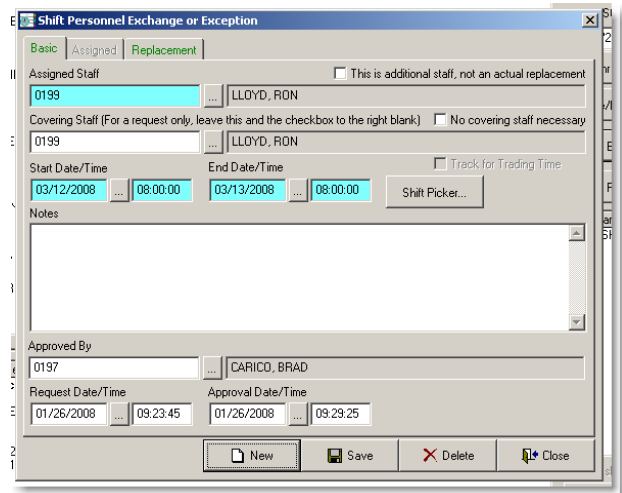 Shift Personnel Exchange or Exception
Basic Assigned Replacement
Assigned Staff This is additional staff, not an actual replacement
0199 ... LLOYD, RON
Covering Staff (For a request only, leave this and the checkbox to the right blank) No covering staff necessary
0199 ... LLOYD, RON
Start Date/Time End Date/Time Track for Trading Time
03/12/2008 ... 08:00:00 03/13/2008 ... 08:00:00 Shift Picker...
Notes
Approved By
0197 ... CARICO, BRAD
Request Date/Time Approval Date/Time
01/26/2008 ... 09:23:45 01/26/2008 ... 09:29:25
New Save Delete Close